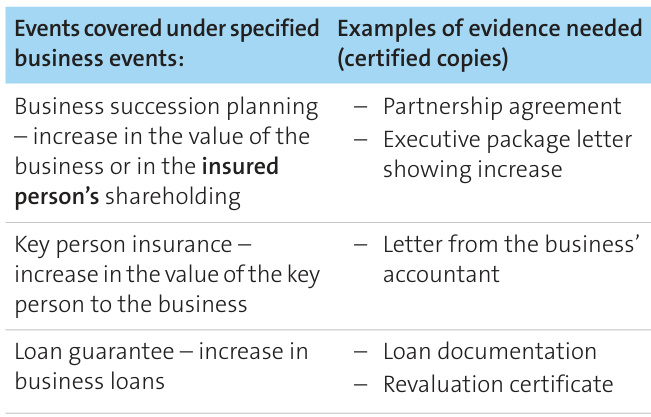 Events covered under specified
business events:
Examples of evidence needed
(certified copies)
Business succession planning
– increase in the value of the
business or in the insured
person’s shareholding
– Partnership agreement
– Executive package letter
showing increase
Key person insurance –
increase in the value of the key
person to the business
– Letter from the business’
accountant
Loan guarantee – increase in
business loans
– Loan documentation
– Revaluation certificate